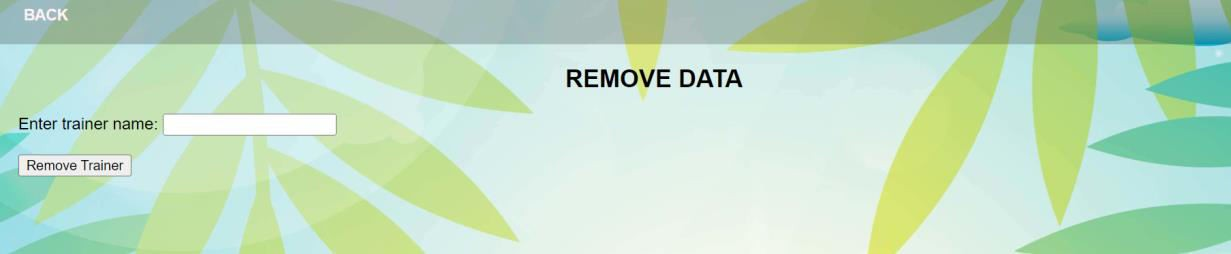 BACK
REMOVE DATA
Enter trainer name:
Remove Trainer